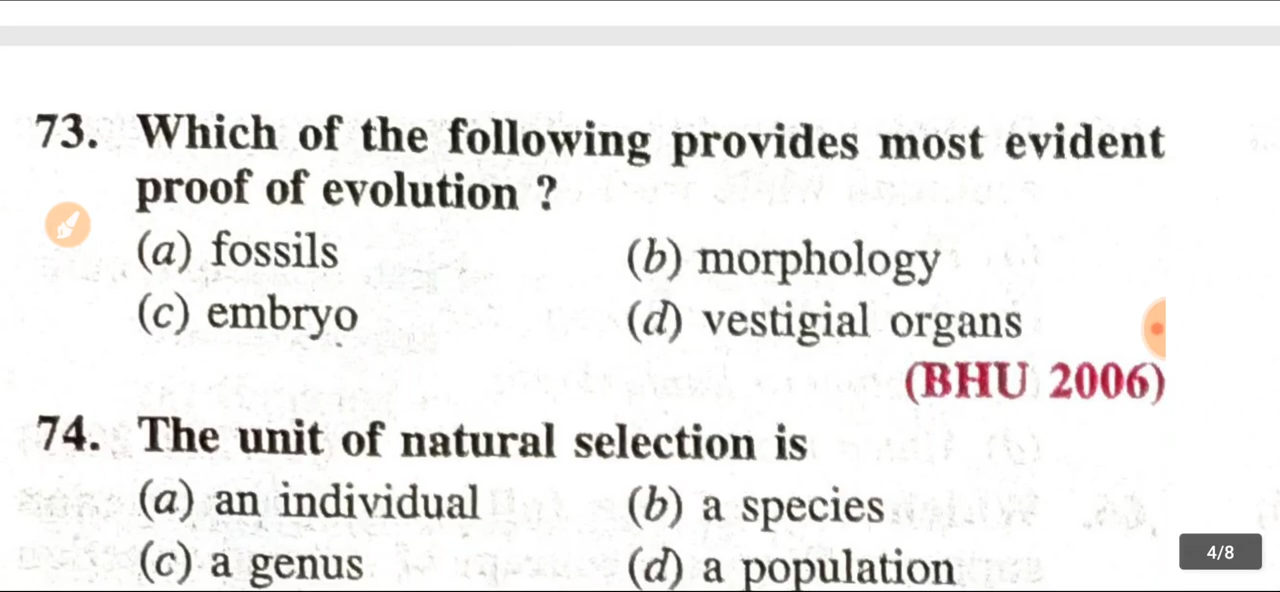 73. Which of the following provides most evident
proof of evolution ?
(a) fossils (b) morphology
(c) embryo (d) vestigial organs
(BHU 2006)
74. The unit of natural selection is
(a) an individual (b) a species
(c) a genus (d) a population
4/8